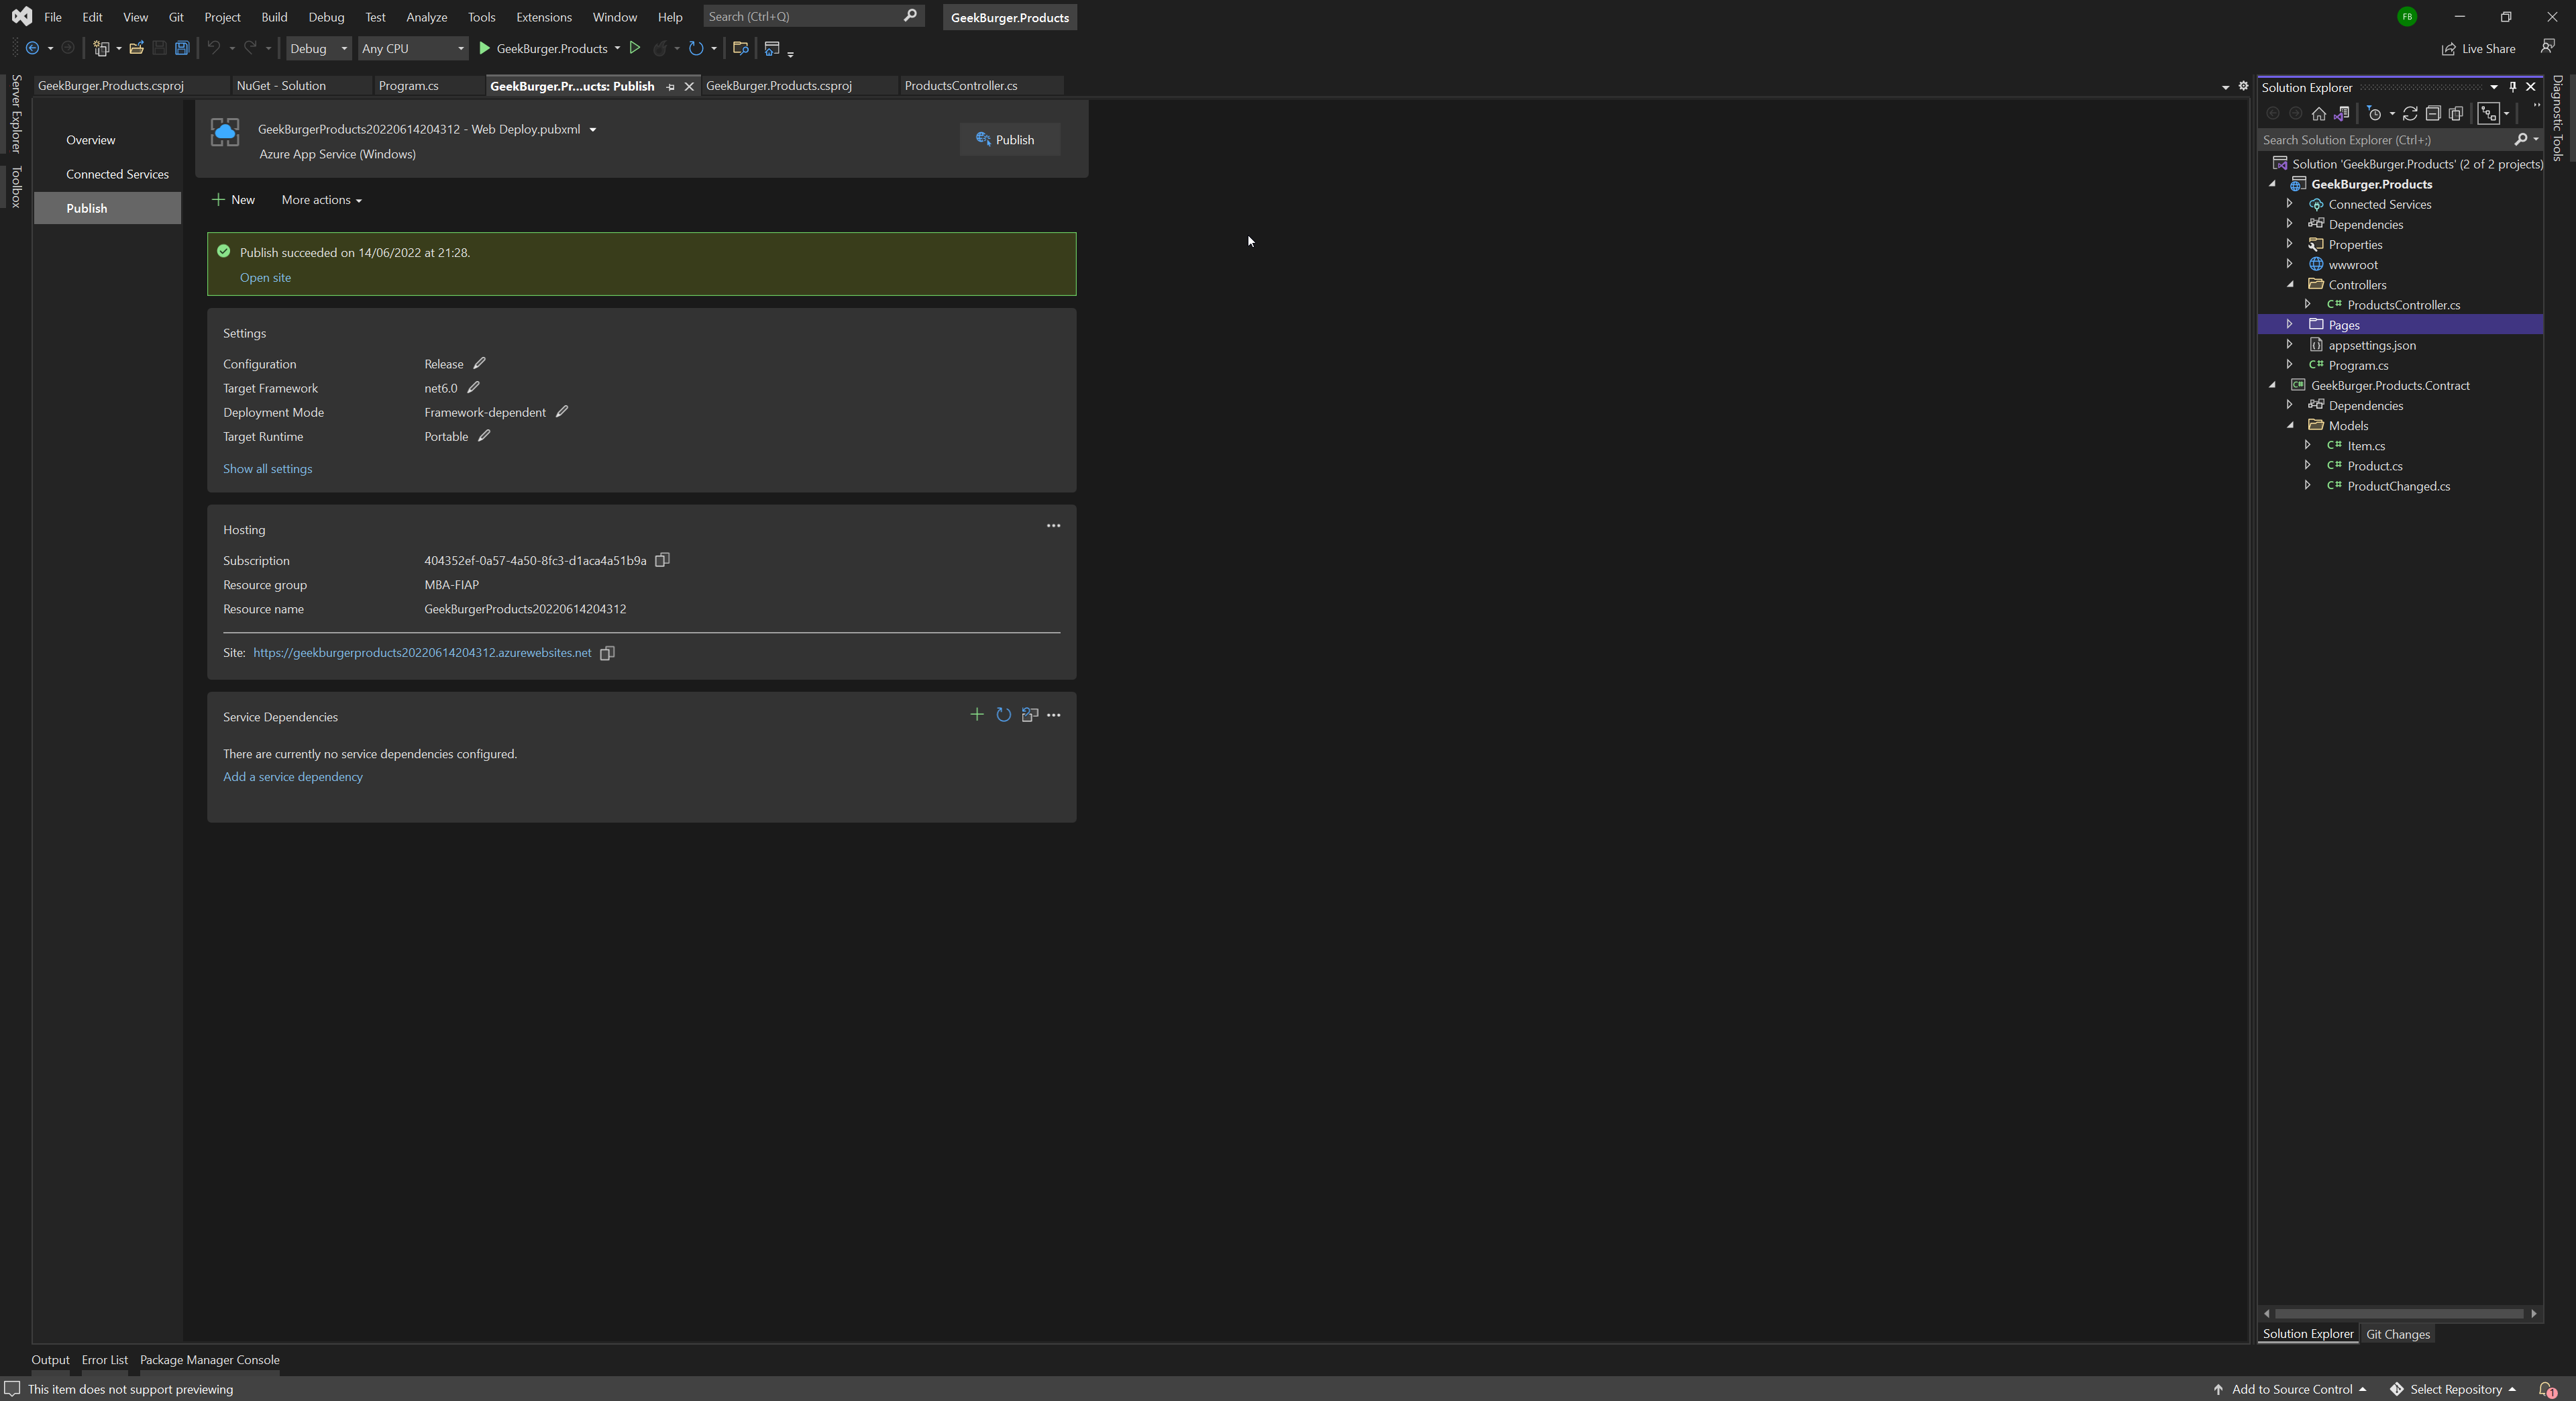 File Edit View Git Project Build Debug Test Analyze Tools Extensions Window Help Search (Ctrl+Q) GeekBurger.Products FB
Debug Any CPU GeekBurger.Products Live Share
GeekBurger.Products.csproj NuGet - Solution Program.cs GeekBurger.Pr...ucts: Publish GeekBurger.Products.csproj ProductsController.cs
Server Explorer
Toolbox
Overview
Connected Services
Publish
GeekBurgerProducts20220614204312 - Web Deploy.pubxml
Azure App Service (Windows)
Publish
New More actions
Publish succeeded on 14/06/2022 at 21:28.
Open site
Settings
Configuration Release
Target Framework net6.0
Deployment Mode Framework-dependent
Target Runtime Portable
Show all settings
Hosting
Subscription 404352ef-0a57-4a50-8fc3-d1aca4a51b9a
Resource group MBA-FIAP
Resource name GeekBurgerProducts20220614204312
Site: https://geekburgerproducts20220614204312.azurewebsites.net
Service Dependencies
There are currently no service dependencies configured.
Add a service dependency
Solution Explorer
Search Solution Explorer (Ctrl+;)
Solution 'GeekBurger.Products' (2 of 2 projects)
GeekBurger.Products
Connected Services
Dependencies
Properties
wwwroot
Controllers
C# ProductsController.cs
Pages
appsettings.json
C# Program.cs
C# GeekBurger.Products.Contract
Dependencies
Models
C# Item.cs
C# Product.cs
C# ProductChanged.cs
Solution Explorer Git Changes
Diagnostic Tools
Output Error List Package Manager Console
This item does not support previewing Add to Source Control Select Repository 1